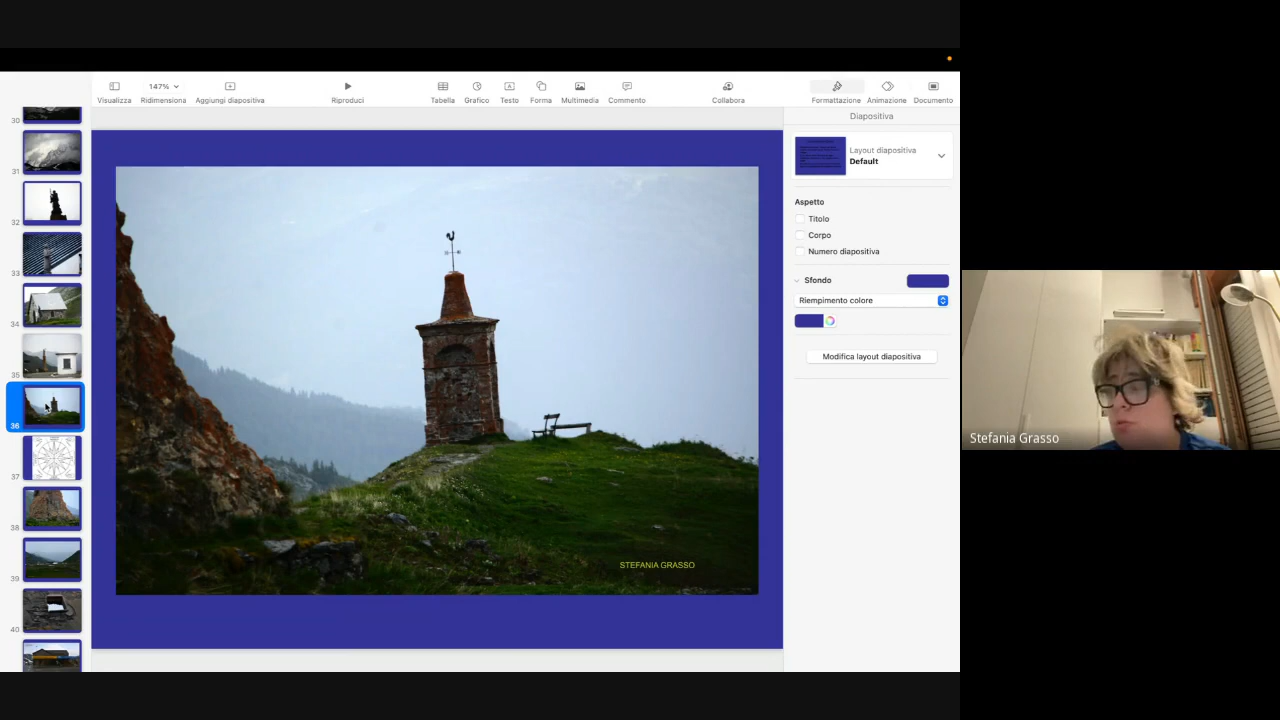 147%
Visualizza
Ridimensiona
Aggiungi diapositiva
Riproduci
Tabella
Grafico
Testo
Forma
Multimedia
Commento
Collabora
Formattazione
Animazione
Documento
Diapositiva
Layout diapositiva
Default
Aspetto
Titolo
Corpo
Numero diapositiva
Sfondo
Riempimento colore
Modifica layout diapositiva
30
31
32
33
34
35
36
37
38
39
40
STEFANIA GRASSO
Stefania Grasso